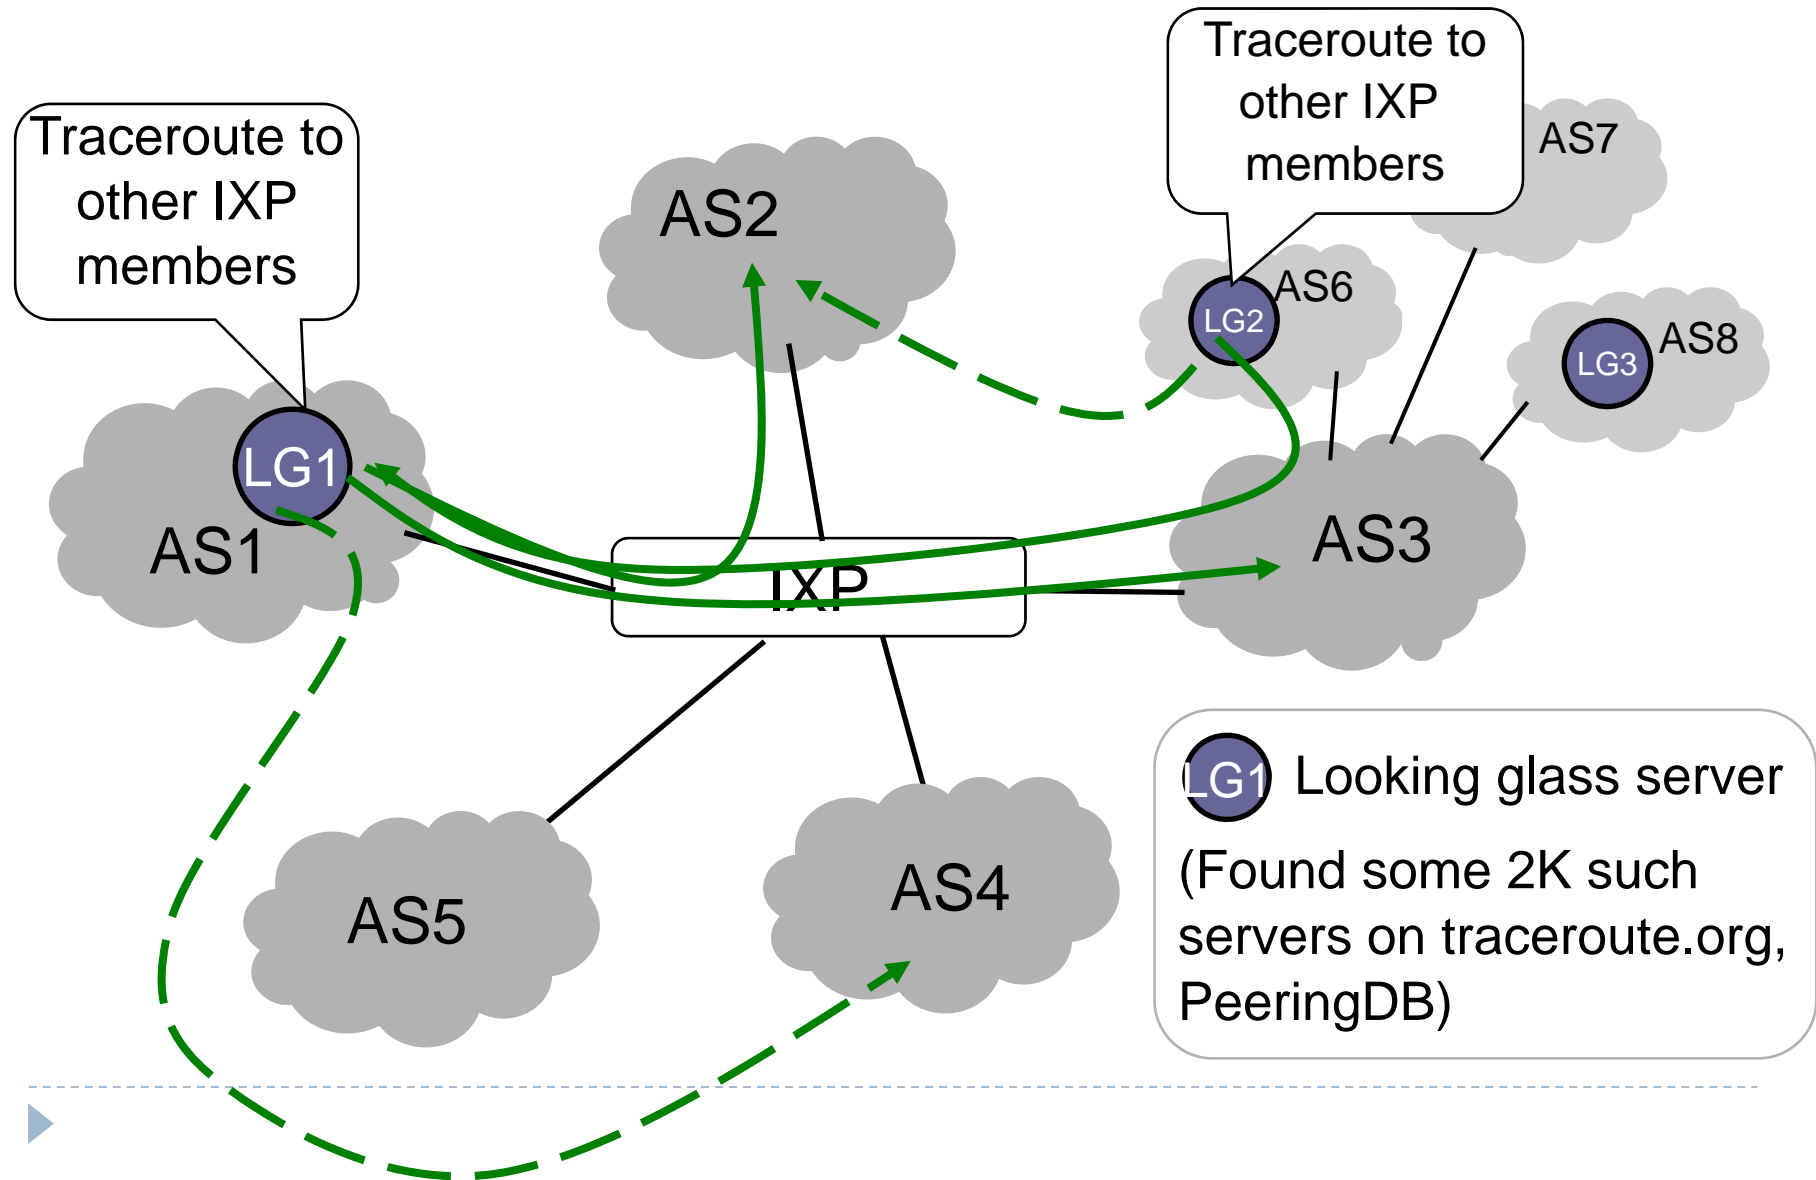 Traceroute to
other IXP
members
Traceroute to
other IXP
members
AS7
AS2
AS6
LG2
AS8
LG3
LG1
AS1
AS3
IXP
AS5
AS4
LG1 Looking glass server
(Found some 2K such
servers on traceroute.org,
PeeringDB)